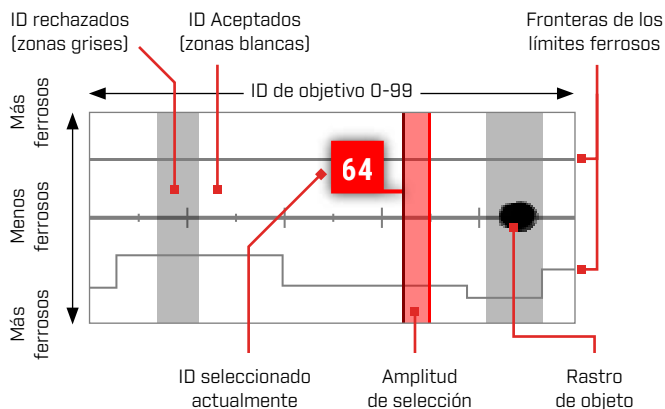 ID rechazados
(zonas grises)
ID Aceptados
(zonas blancas)
Fronteras de los
límites ferrosos
ID de objetivo 0-99
Más
ferrosos
Menos
ferrosos
Más
ferrosos
64
ID seleccionado
actualmente
Amplitud
de selección
Rastro
de objeto